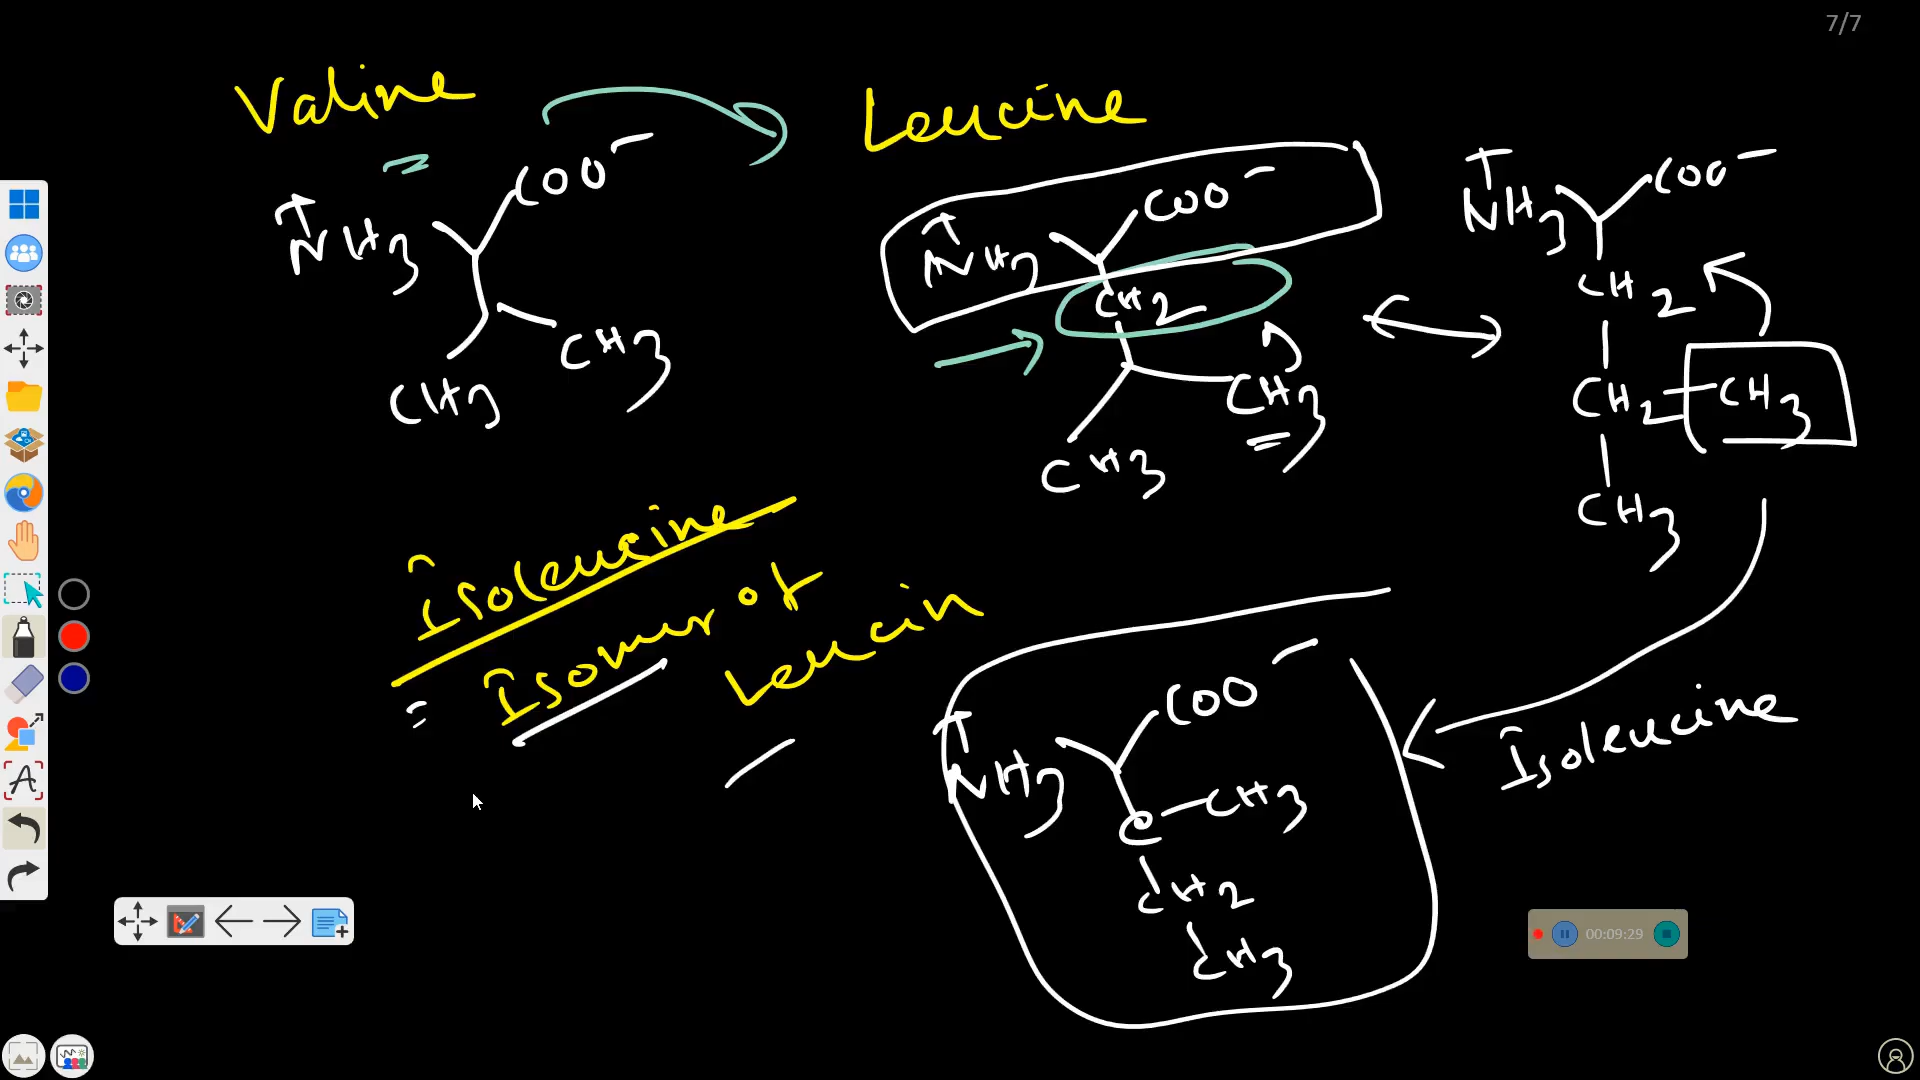 7/7
Valine
COO⁻
NH3
CH3
CH3
Leucine
COO⁻
NH3
CH2
CH3
CH3
COO⁻
NH3
CH2
CH2-CH3
CH3
Isoleucine
= Isomer of
Leucin
COO⁻
NH3
C-CH3
CH2
CH3
Isoleucine
00:09:29